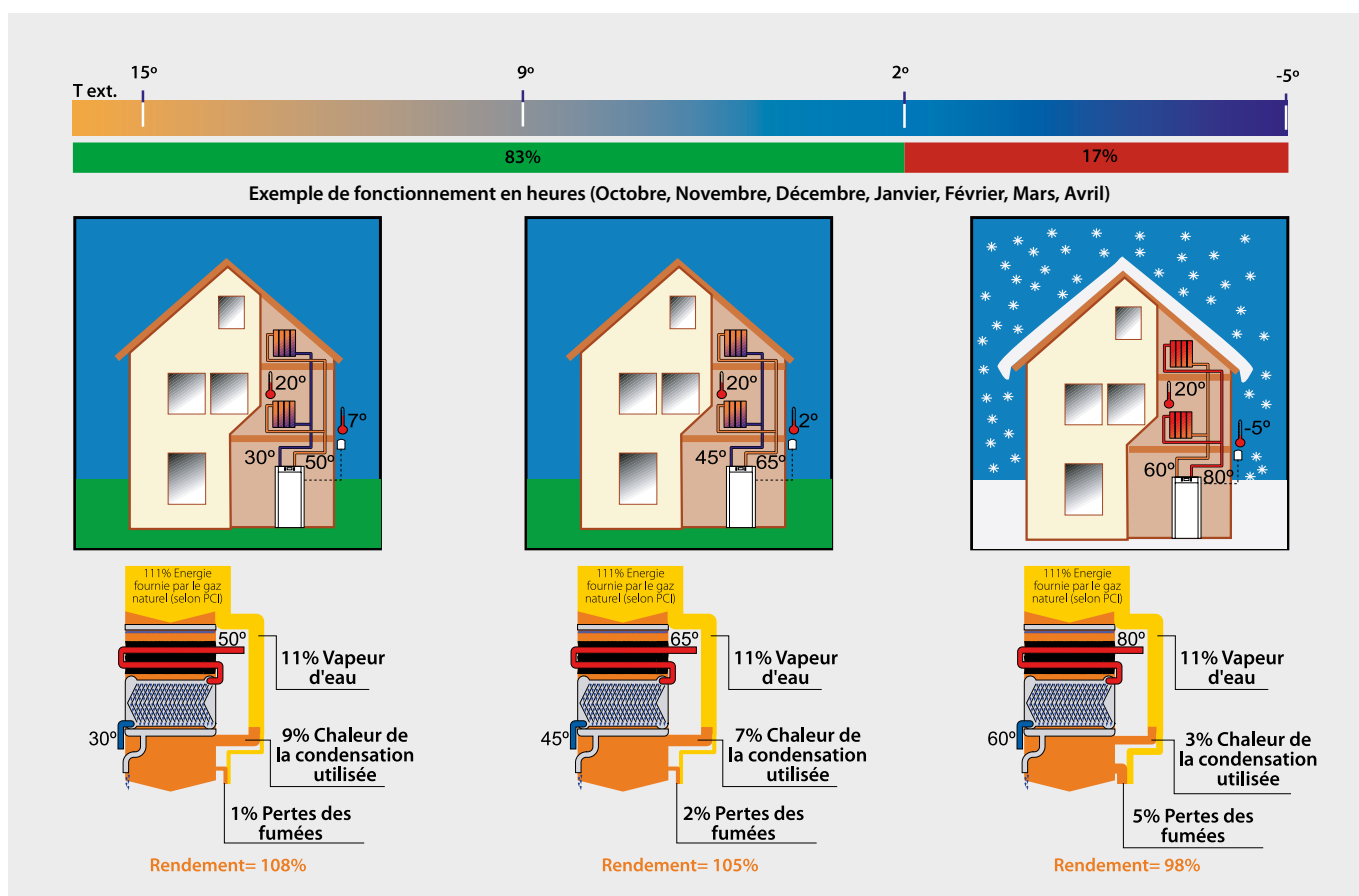 15º
9º
2º
-5º
T ext.
83%
17%
Exemple de fonctionnement en heures (Octobre, Novembre, Décembre, Janvier, Février, Mars, Avril)
20º
7º
30º
50º
20º
2º
45º
65º
20º
-5º
60º
80º
111% Energie
fournie par le gaz
naturel (selon PCI)
50º
11% Vapeur
d'eau
30º
9% Chaleur de
la condensation
utilisée
1% Pertes des
fumées
Rendement= 108%
111% Energie
fournie par le gaz
naturel (selon PCI)
65º
11% Vapeur
d'eau
45º
7% Chaleur de
la condensation
utilisée
2% Pertes des
fumées
Rendement= 105%
111% Energie
fournie par le gaz
naturel (selon PCI)
80º
11% Vapeur
d'eau
60º
3% Chaleur de
la condensation
utilisée
5% Pertes des
fumées
Rendement= 98%